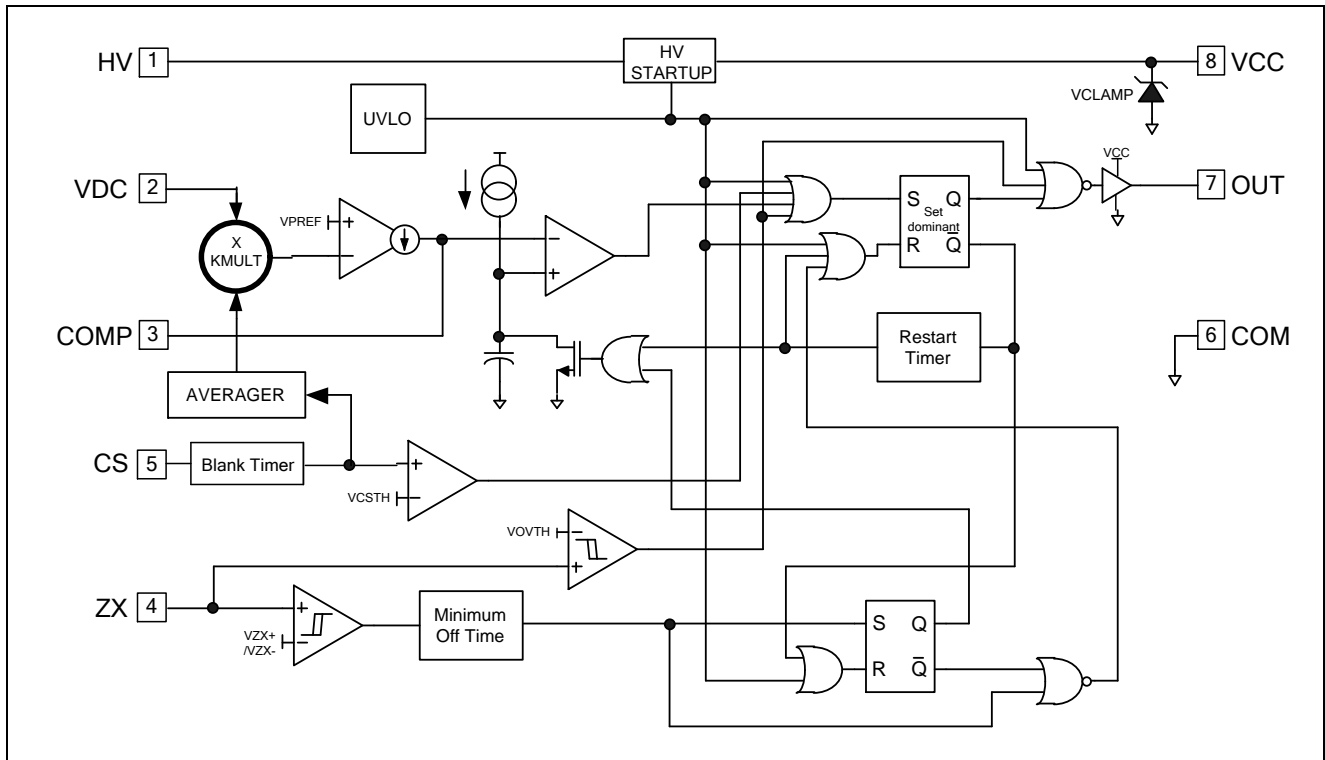 HV 1
HV
STARTUP
8 VCC
VCLAMP
UVLO
VDC 2
VCC
VPREF
+
−
X
KMULT
−
+
S Q
Set
dominant
R Q̅
7 OUT
COMP 3
Restart
Timer
6 COM
AVERAGER
CS 5
Blank Timer
+
VCSTH
−
VOVTH
−
+
ZX 4
+
VZX+
/VZX-
−
Minimum
Off Time
S Q
R Q̅